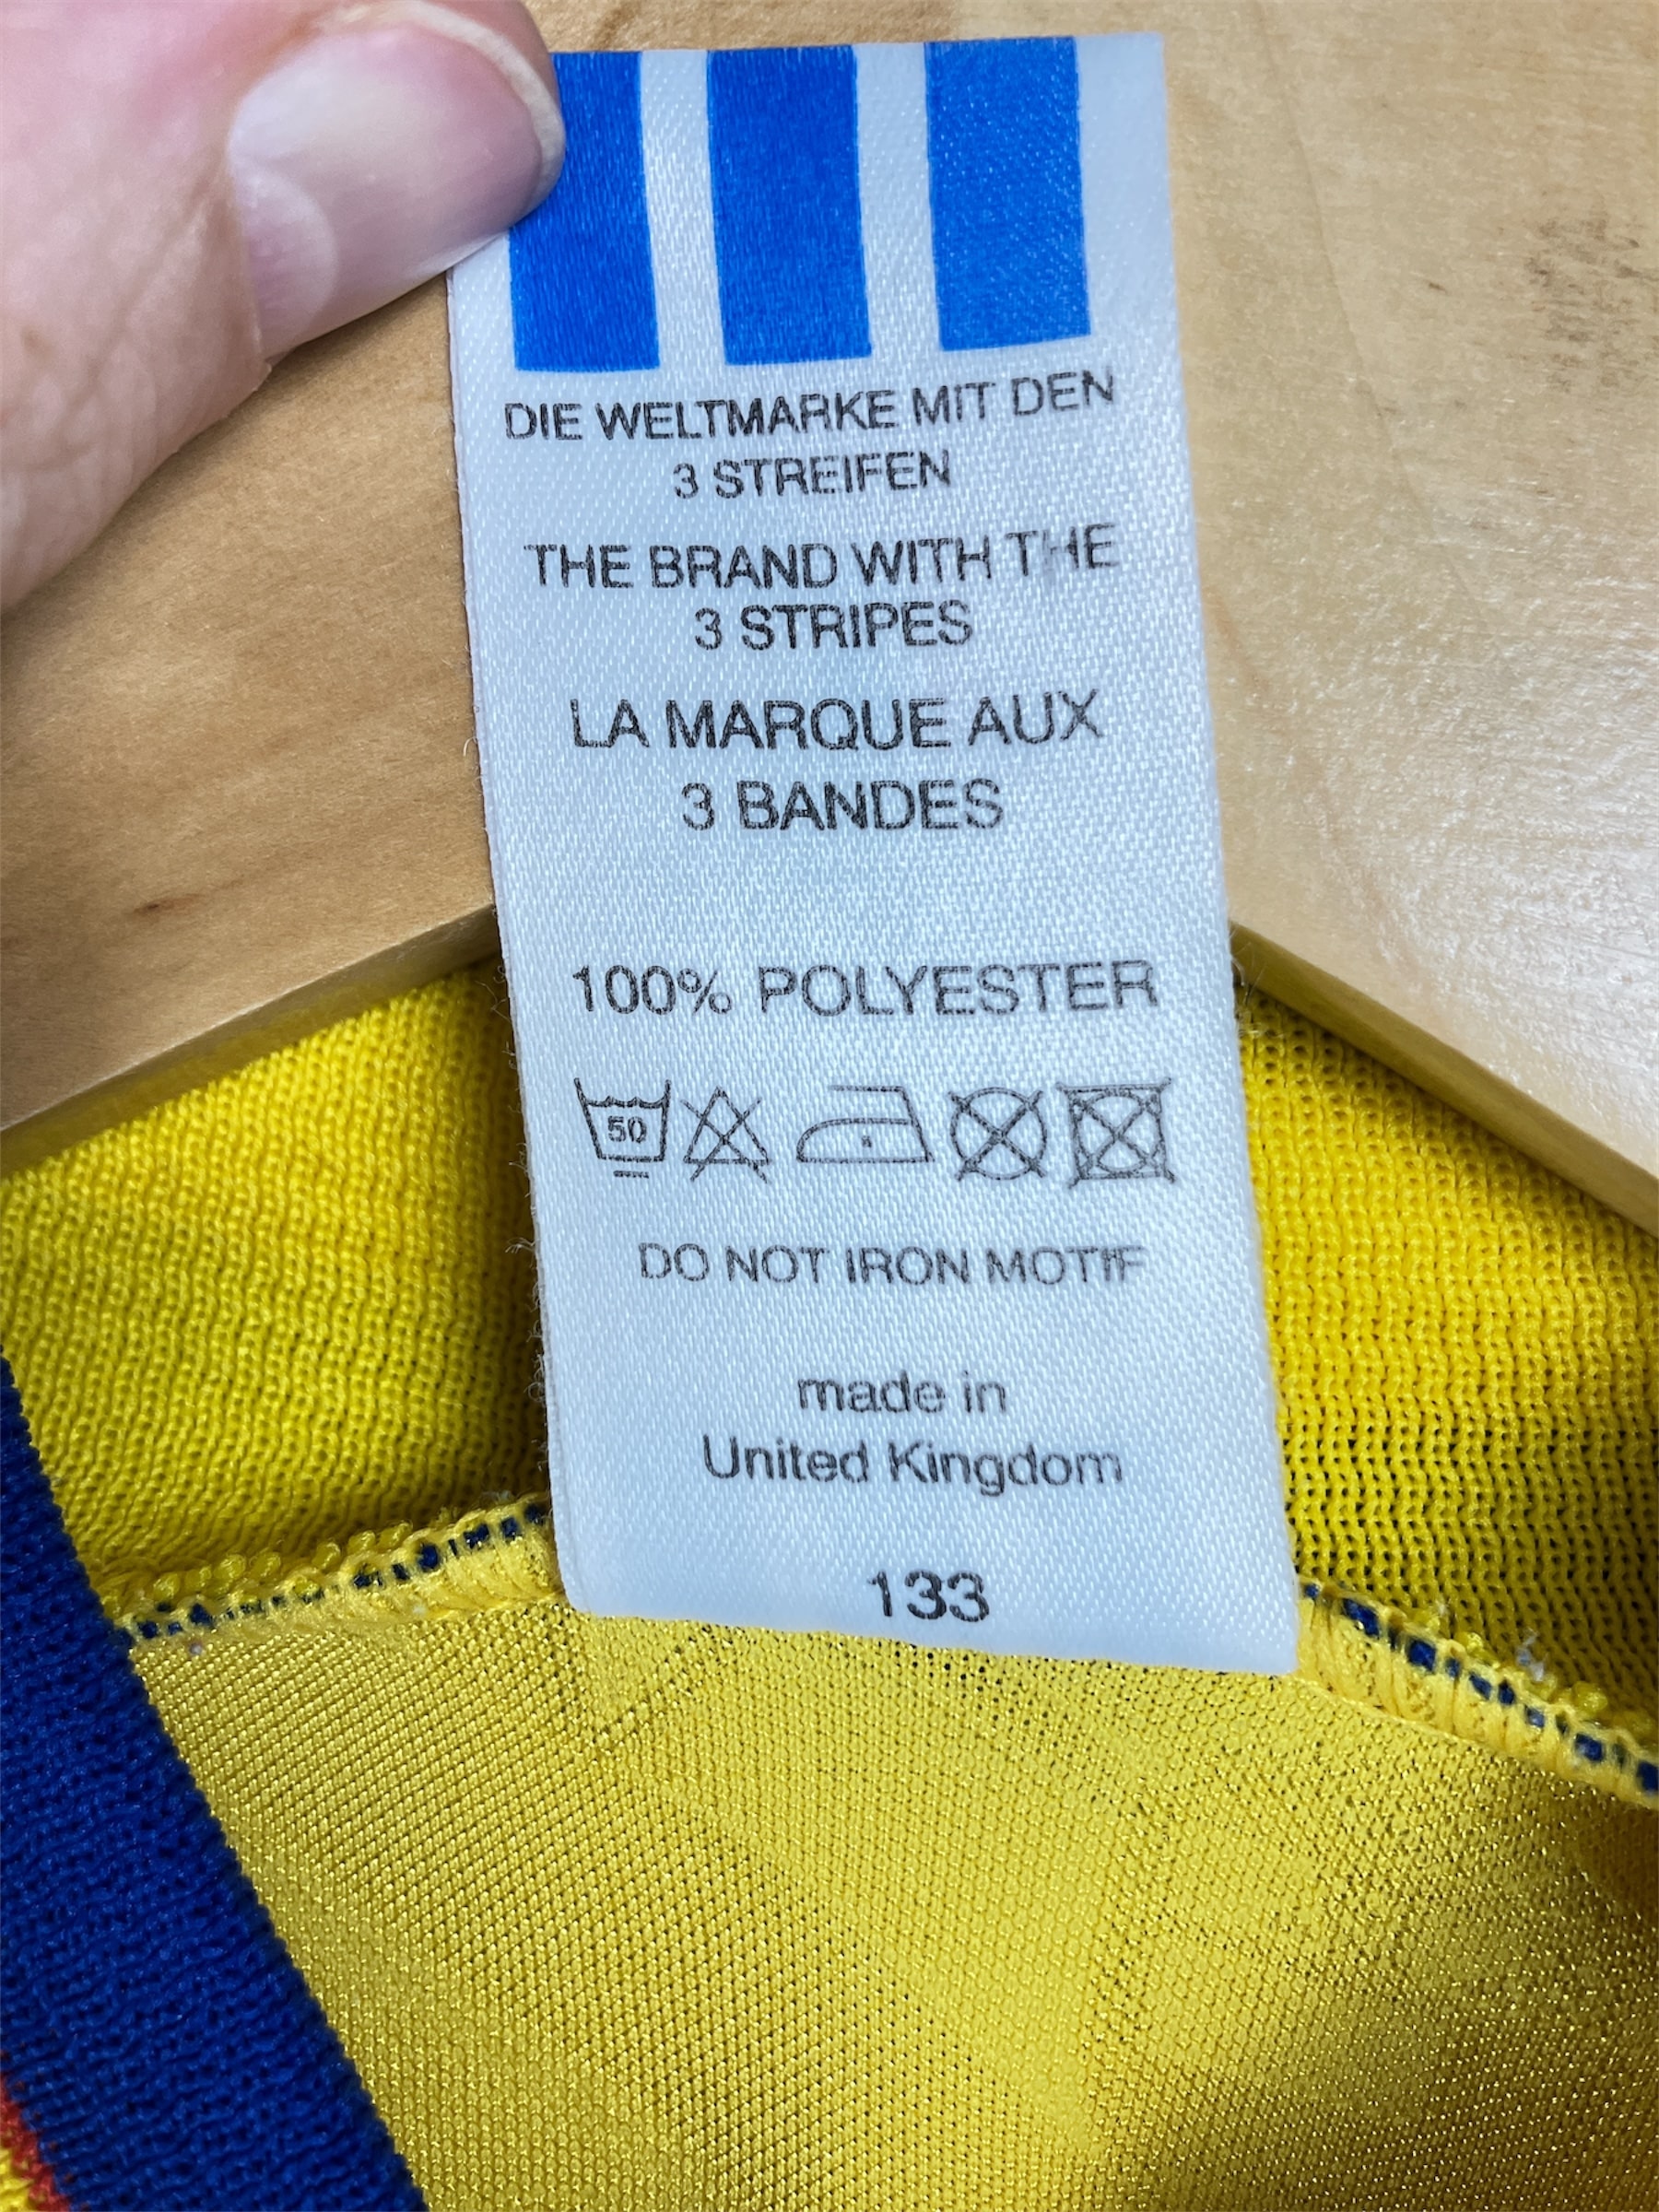 DIE WELTMARKE MIT DEN
3 STREIFEN
THE BRAND WITH THE
3 STRIPES
LA MARQUE AUX
3 BANDES
100% POLYESTER
50
DO NOT IRON MOTIF
made in
United Kingdom
133